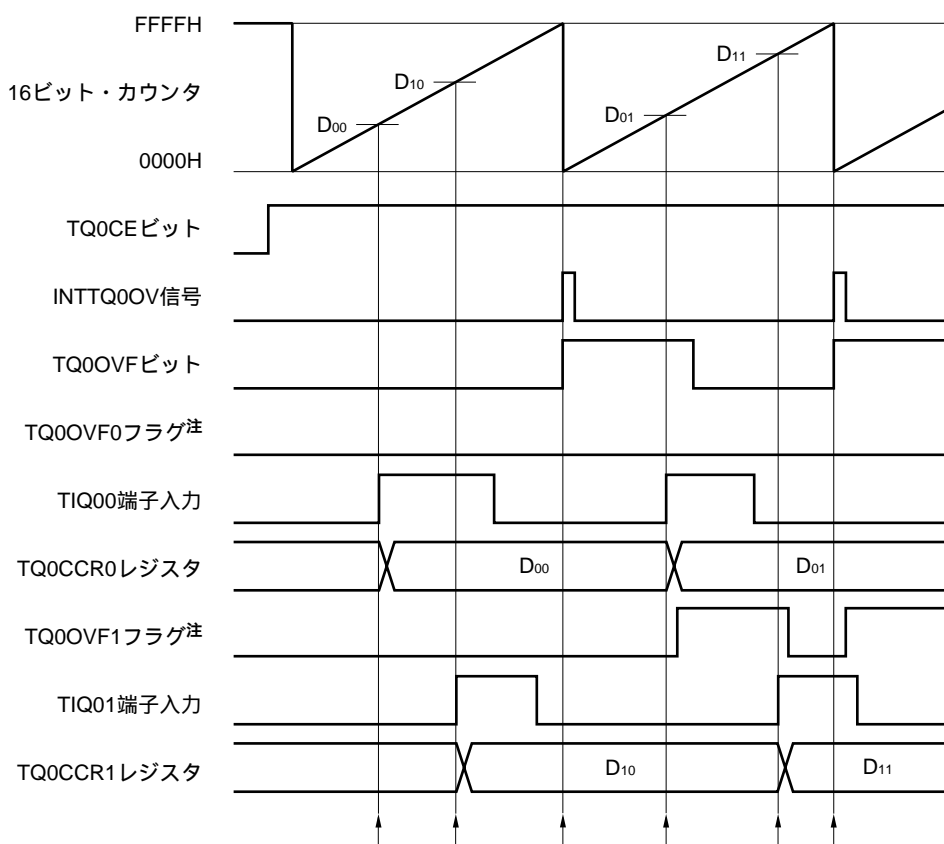 FFFFH
16ビット・カウンタ
0000H
D10
D00
D11
D01
TQ0CEビット
INTTQ0OV信号
TQ0OVFビット
TQ0OVF0フラグ注
TIQ00端子入力
TQ0CCR0レジスタ
D00
D01
TQ0OVF1フラグ注
TIQ01端子入力
TQ0CCR1レジスタ
D10
D11